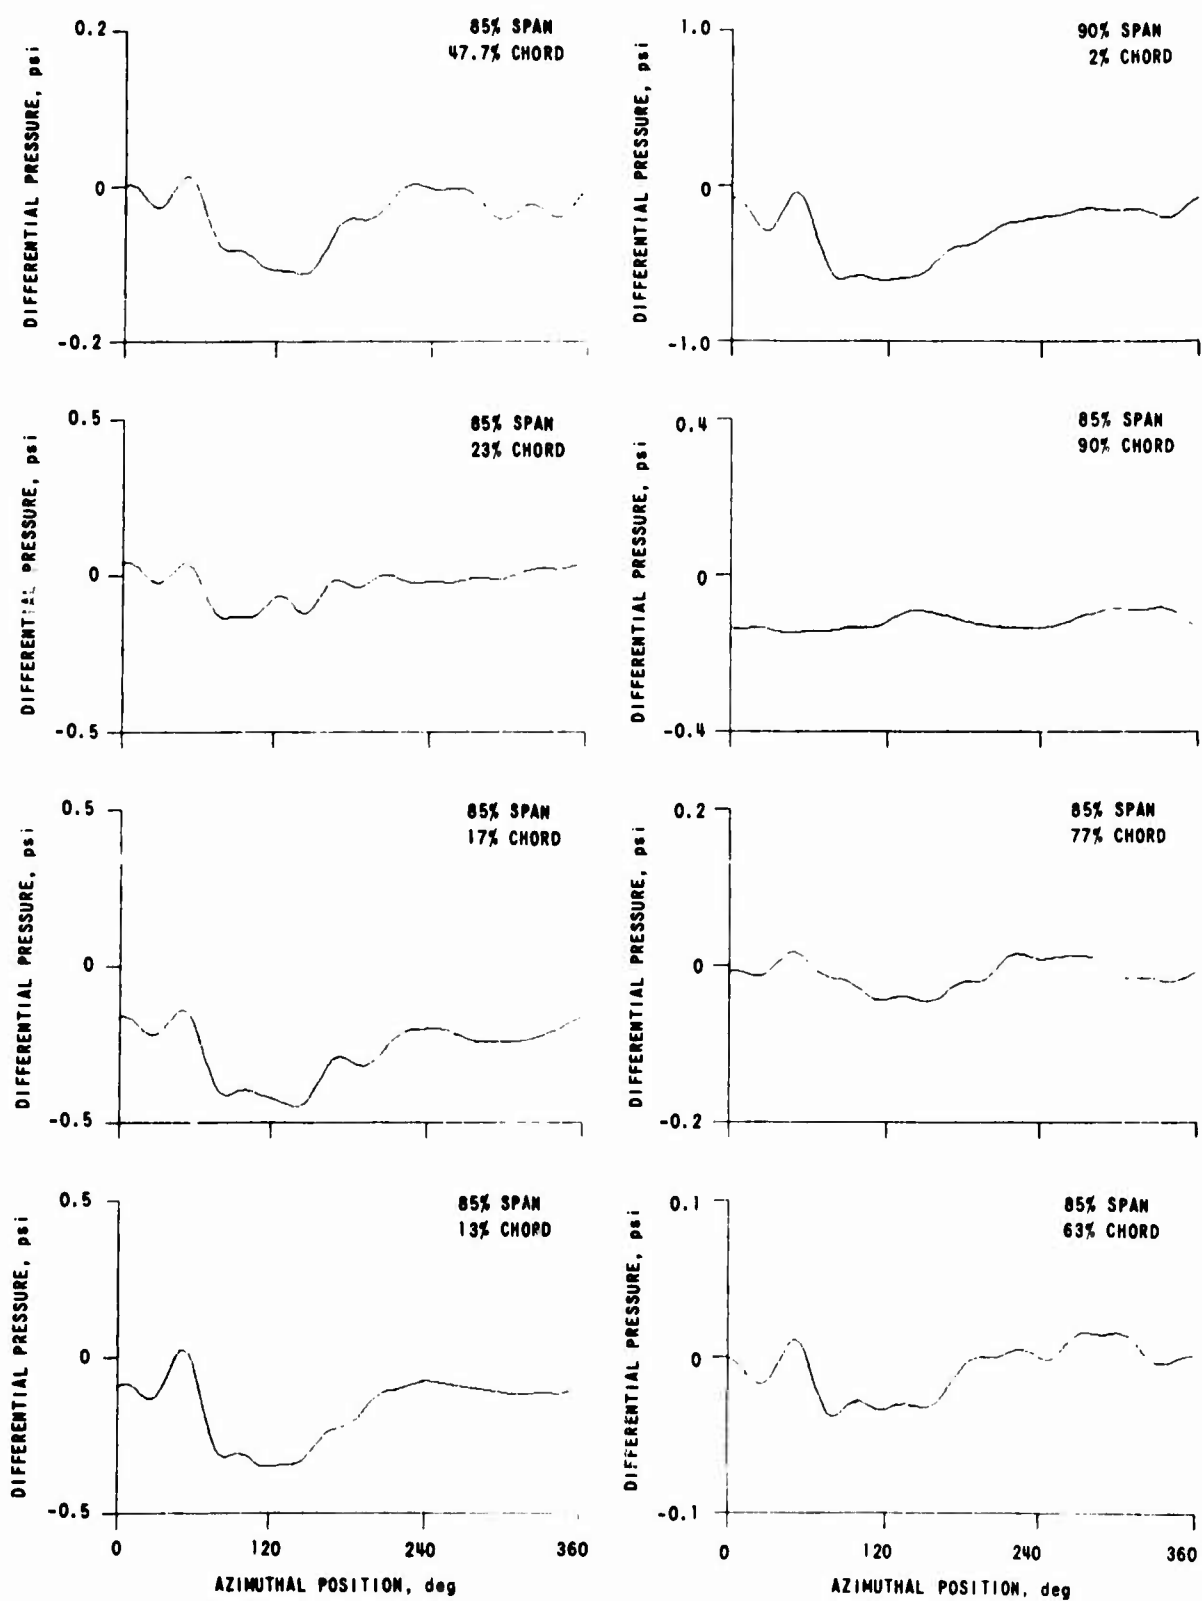 85% SPAN
47.7% CHORD
DIFFERENTIAL PRESSURE, psi
0.2
0
-0.2
90% SPAN
2% CHORD
DIFFERENTIAL PRESSURE, psi
1.0
0
-1.0
85% SPAN
23% CHORD
DIFFERENTIAL PRESSURE, psi
0.5
0
-0.5
85% SPAN
90% CHORD
DIFFERENTIAL PRESSURE, psi
0.4
0
-0.4
85% SPAN
17% CHORD
DIFFERENTIAL PRESSURE, psi
0.5
0
-0.5
85% SPAN
77% CHORD
DIFFERENTIAL PRESSURE, psi
0.2
0
-0.2
85% SPAN
13% CHORD
DIFFERENTIAL PRESSURE, psi
0.5
0
-0.5
0 120 240 360
AZIMUTHAL POSITION, deg
85% SPAN
63% CHORD
DIFFERENTIAL PRESSURE, psi
0.1
0
-0.1
0 120 240 360
AZIMUTHAL POSITION, deg